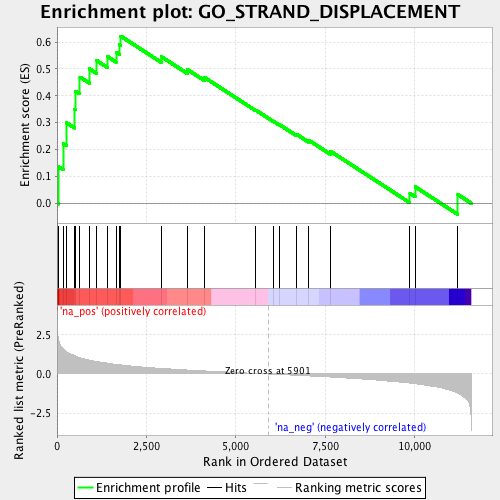 Enrichment plot: GO_STRAND_DISPLACEMENT
Enrichment score (ES)
0.6
0.5
0.4
0.3
0.2
0.1
0.0
'na_pos' (positively correlated)
Ranked list metric (PreRanked)
2.5
0.0
-2.5
Zero cross at 5901
'na_neg' (negatively correlated)
0
2,500
5,000
7,500
10,000
Rank in Ordered Dataset
Enrichment profile
Hits
Ranking metric scores